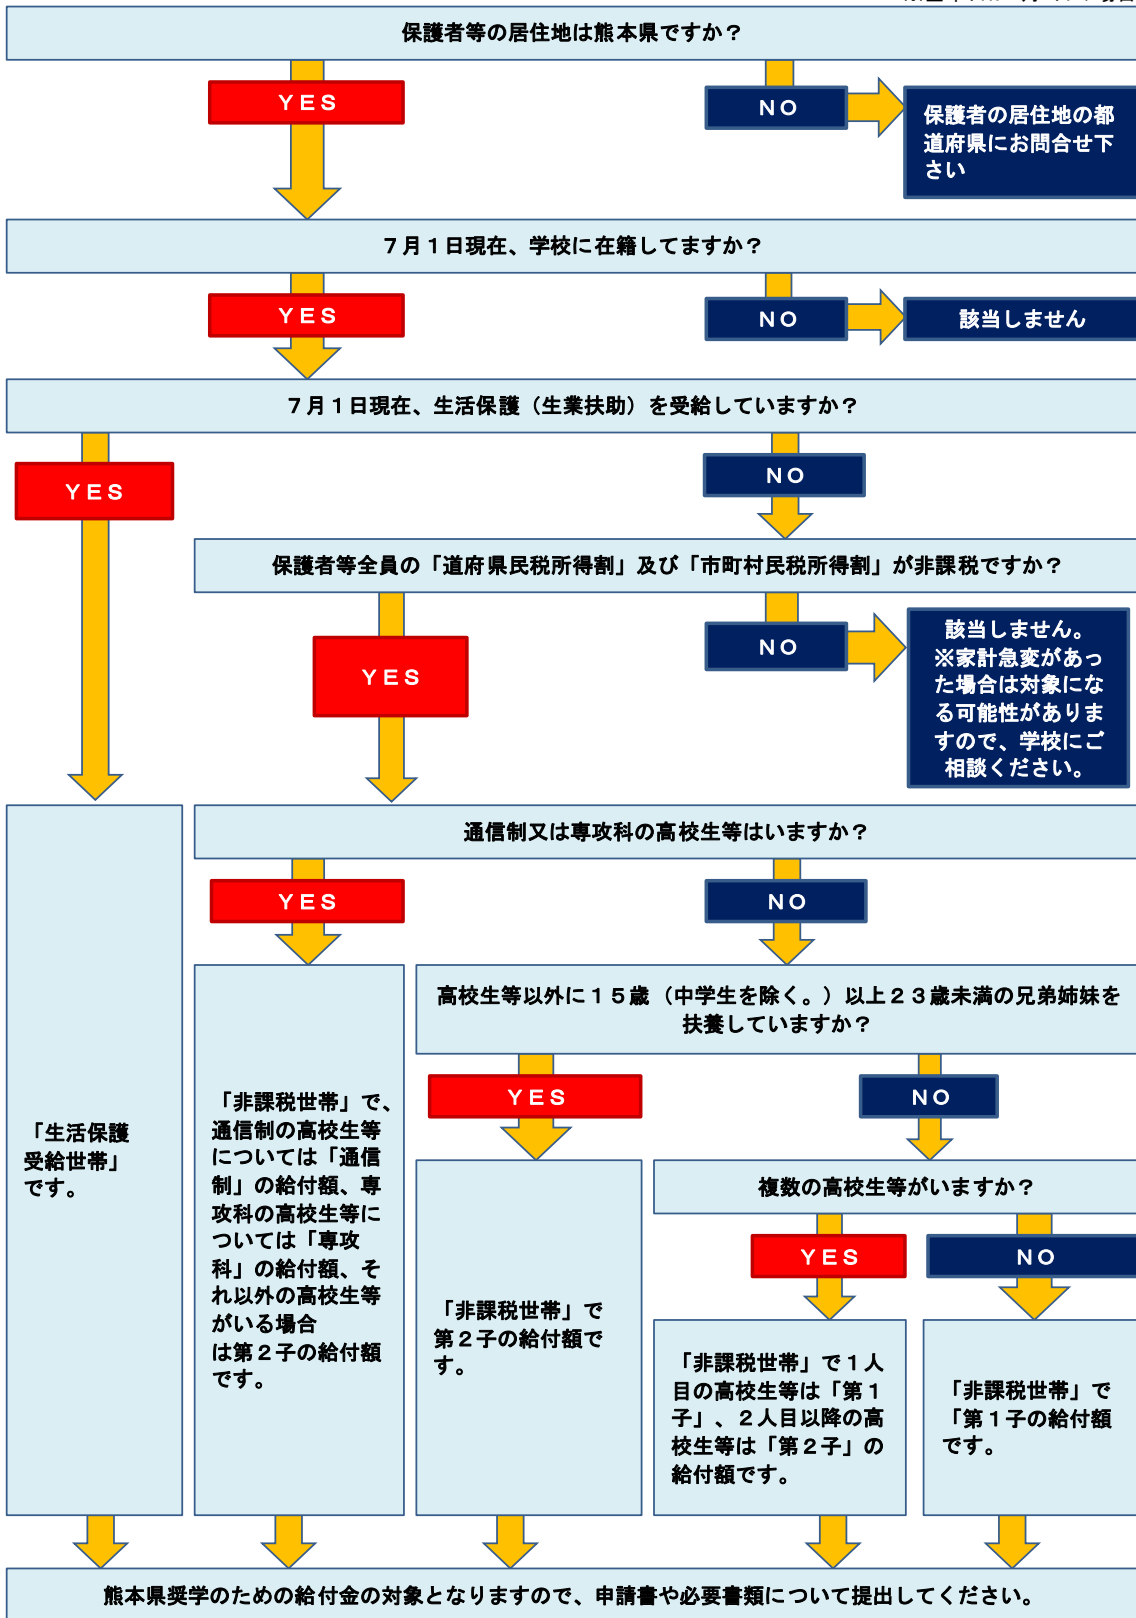 保護者等の居住地は熊本県ですか？
ＹＥＳ
ＮＯ
保護者の居住地の都
道府県にお問合せ下
さい
７月１日現在、学校に在籍してますか？
ＹＥＳ
ＮＯ
該当しません
７月１日現在、生活保護（生業扶助）を受給していますか？
ＹＥＳ
ＮＯ
保護者等全員の「道府県民税所得割」及び「市町村民税所得割」が非課税ですか？
ＹＥＳ
ＮＯ
該当しません。
※家計急変があっ
た場合は対象にな
る可能性がありま
すので、学校にご
相談ください。
通信制又は専攻科の高校生等はいますか？
ＹＥＳ
ＮＯ
高校生等以外に１５歳（中学生を除く。）以上２３歳未満の兄弟姉妹を
扶養していますか？
ＹＥＳ
ＮＯ
「生活保護
受給世帯」
です。
「非課税世帯」で、
通信制の高校生等
については「通信
制」の給付額、専
攻科の高校生等に
ついては「専攻
科」の給付額、そ
れ以外の高校生等
がいる場合
は第２子の給付額
です。
複数の高校生等がいますか？
ＹＥＳ
ＮＯ
「非課税世帯」で
第２子の給付額で
す。
「非課税世帯」で１人
目の高校生等は「第１
子」、２人目以降の高
校生等は「第２子」の
給付額です。
「非課税世帯」で
「第１子の給付額
です。
熊本県奨学のための給付金の対象となりますので、申請書や必要書類について提出してください。